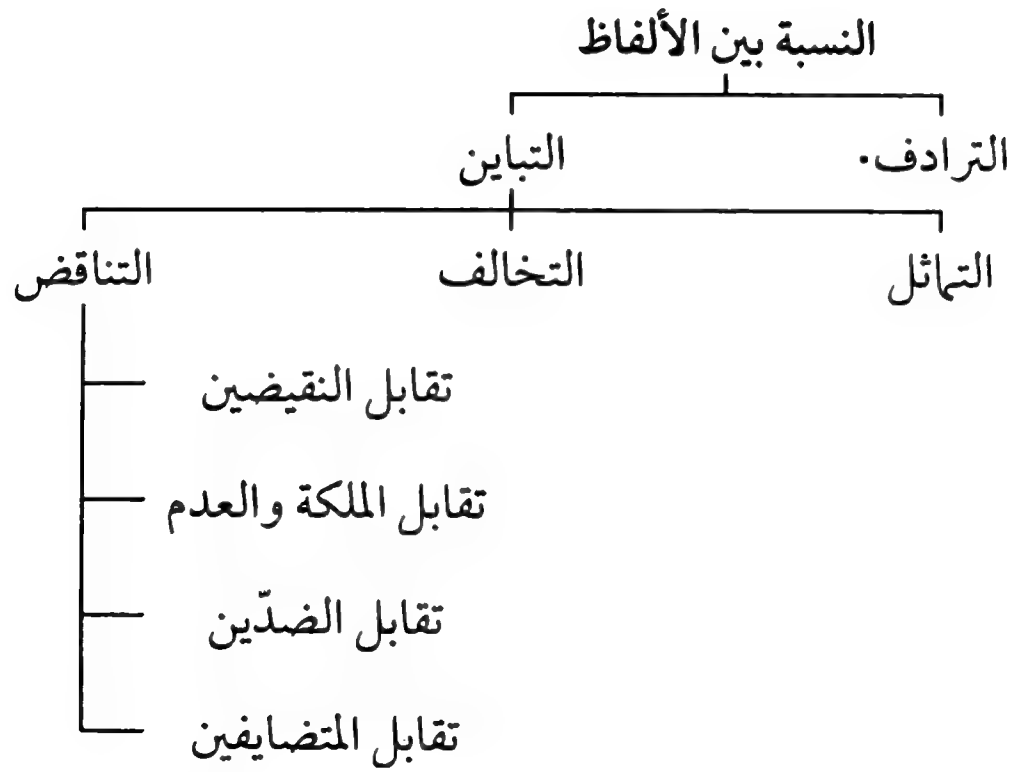 النسبة بين الألفاظ
الترادف.
التباين
التماثل
التخالف
التناقض
تقابل النقيضين
تقابل الملكة والعدم
تقابل الضدّين
تقابل المتضايفين